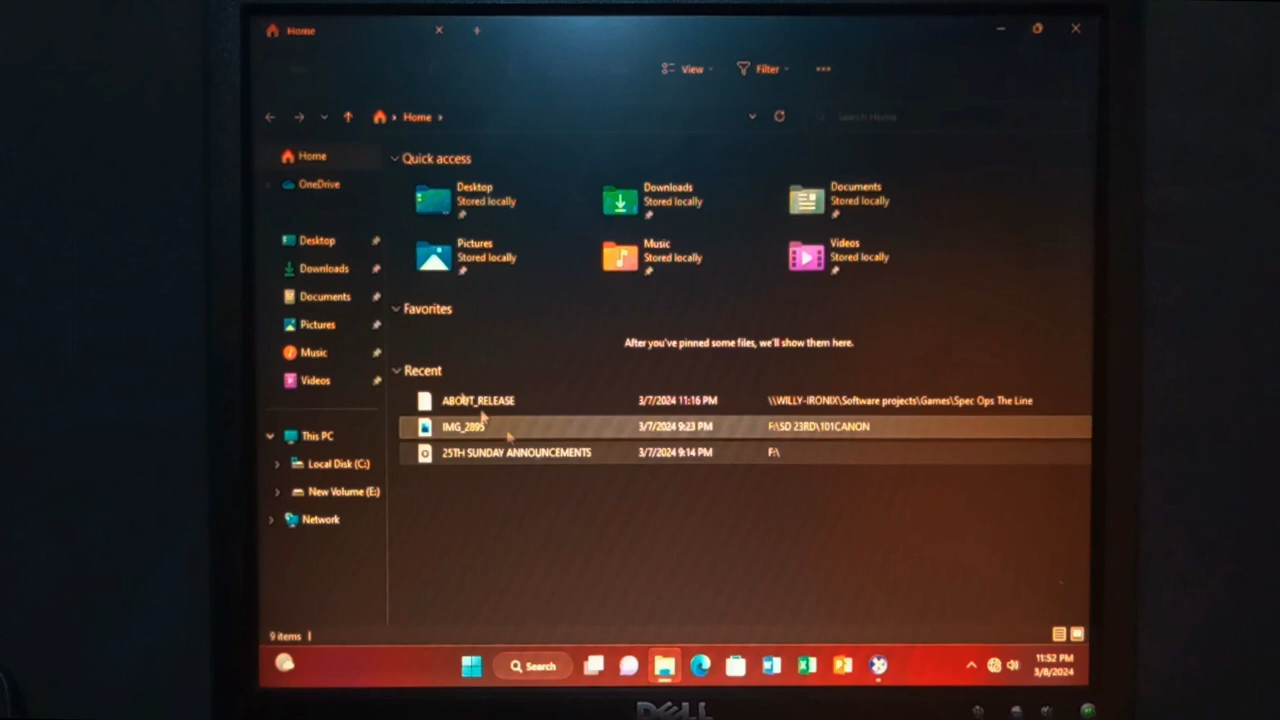 Home
View
Filter
Home
Search Home
Home
OneDrive
Desktop
Downloads
Documents
Pictures
Music
Videos
This PC
Local Disk (C:)
New Volume (E:)
Network
Quick access
Desktop
Stored locally
Downloads
Stored locally
Documents
Stored locally
Pictures
Stored locally
Music
Stored locally
Videos
Stored locally
Favorites
After you've pinned some files, we'll show them here.
Recent
ABOUT_RELEASE 3/7/2024 11:16 PM \\WILLY-IRONIX\Software projects\Games\Spec Ops The Line
IMG_2895 3/7/2024 9:23 PM F:\SD 23RD\101CANON
25TH SUNDAY ANNOUNCEMENTS 3/7/2024 9:14 PM F:\
9 items
Search
11:52 PM
3/8/2024
DELL